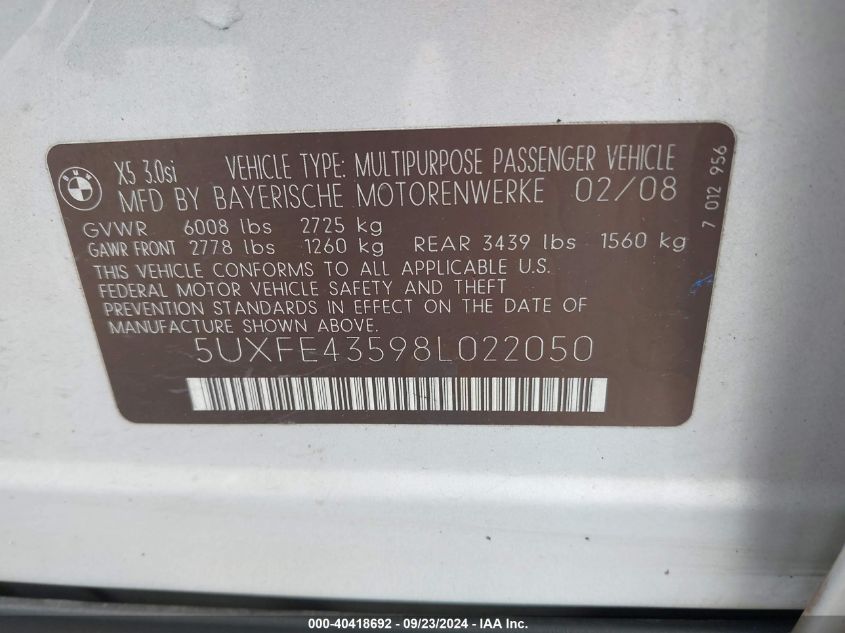 BMW
X5 3.0si VEHICLE TYPE: MULTIPURPOSE PASSENGER VEHICLE
MFD BY BAYERISCHE MOTORENWERKE 02/08
GVWR 6008 lbs 2725 kg
GAWR FRONT 2778 lbs 1260 kg REAR 3439 lbs 1560 kg
THIS VEHICLE CONFORMS TO ALL APPLICABLE U.S.
FEDERAL MOTOR VEHICLE SAFETY AND THEFT
PREVENTION STANDARDS IN EFFECT ON THE DATE OF
MANUFACTURE SHOWN ABOVE.
5UXFE43598L022050
7 012 956
000-40418692 - 09/23/2024 - IAA Inc.